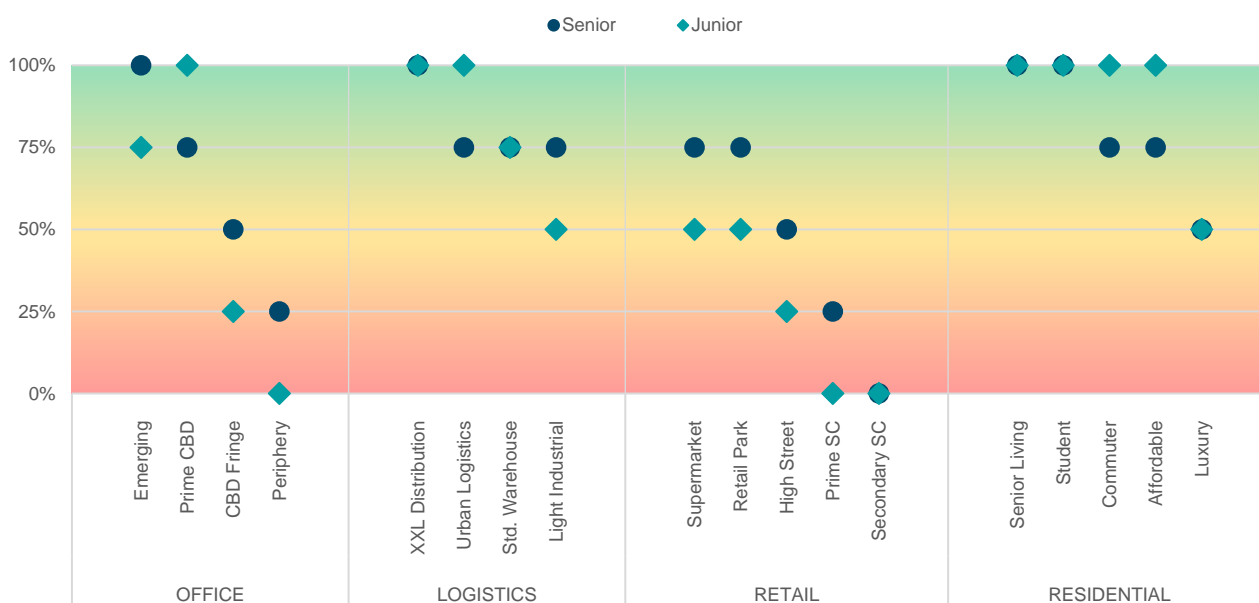 Senior Junior
100%
75%
50%
25%
0%
Emerging
Prime CBD
CBD Fringe
Periphery
XXL Distribution
Urban Logistics
Std. Warehouse
Light Industrial
Supermarket
Retail Park
High Street
Prime SC
Secondary SC
Senior Living
Student
Commuter
Affordable
Luxury
OFFICE LOGISTICS RETAIL RESIDENTIAL